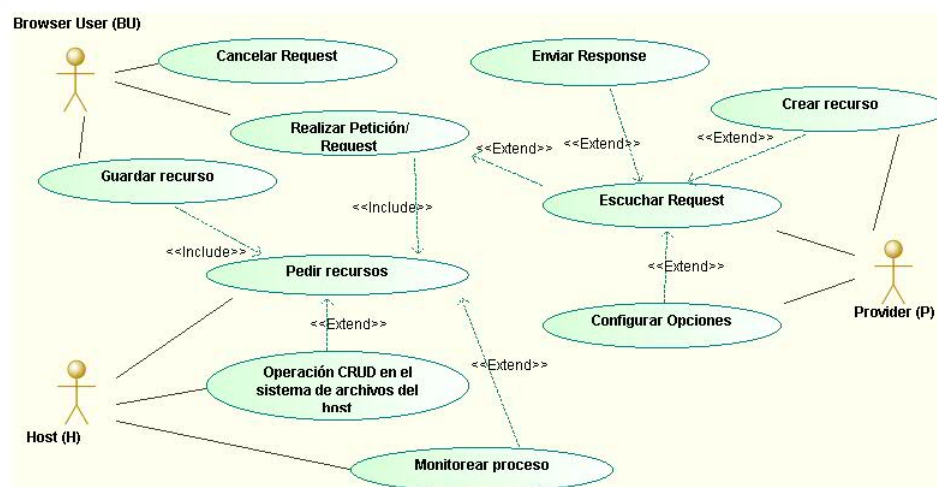 Browser User (BU)
Cancelar Request
Enviar Response
Crear recurso
Realizar Petición/
Request
<<Extend>>
<<Extend>>
<<Extend>>
Guardar recurso
Escuchar Request
<<Include>>
<<Include>>
Pedir recursos
<<Extend>>
Provider (P)
<<Extend>>
Configurar Opciones
Operación CRUD en el
sistema de archivos del
host
<<Extend>>
Host (H)
Monitorear proceso